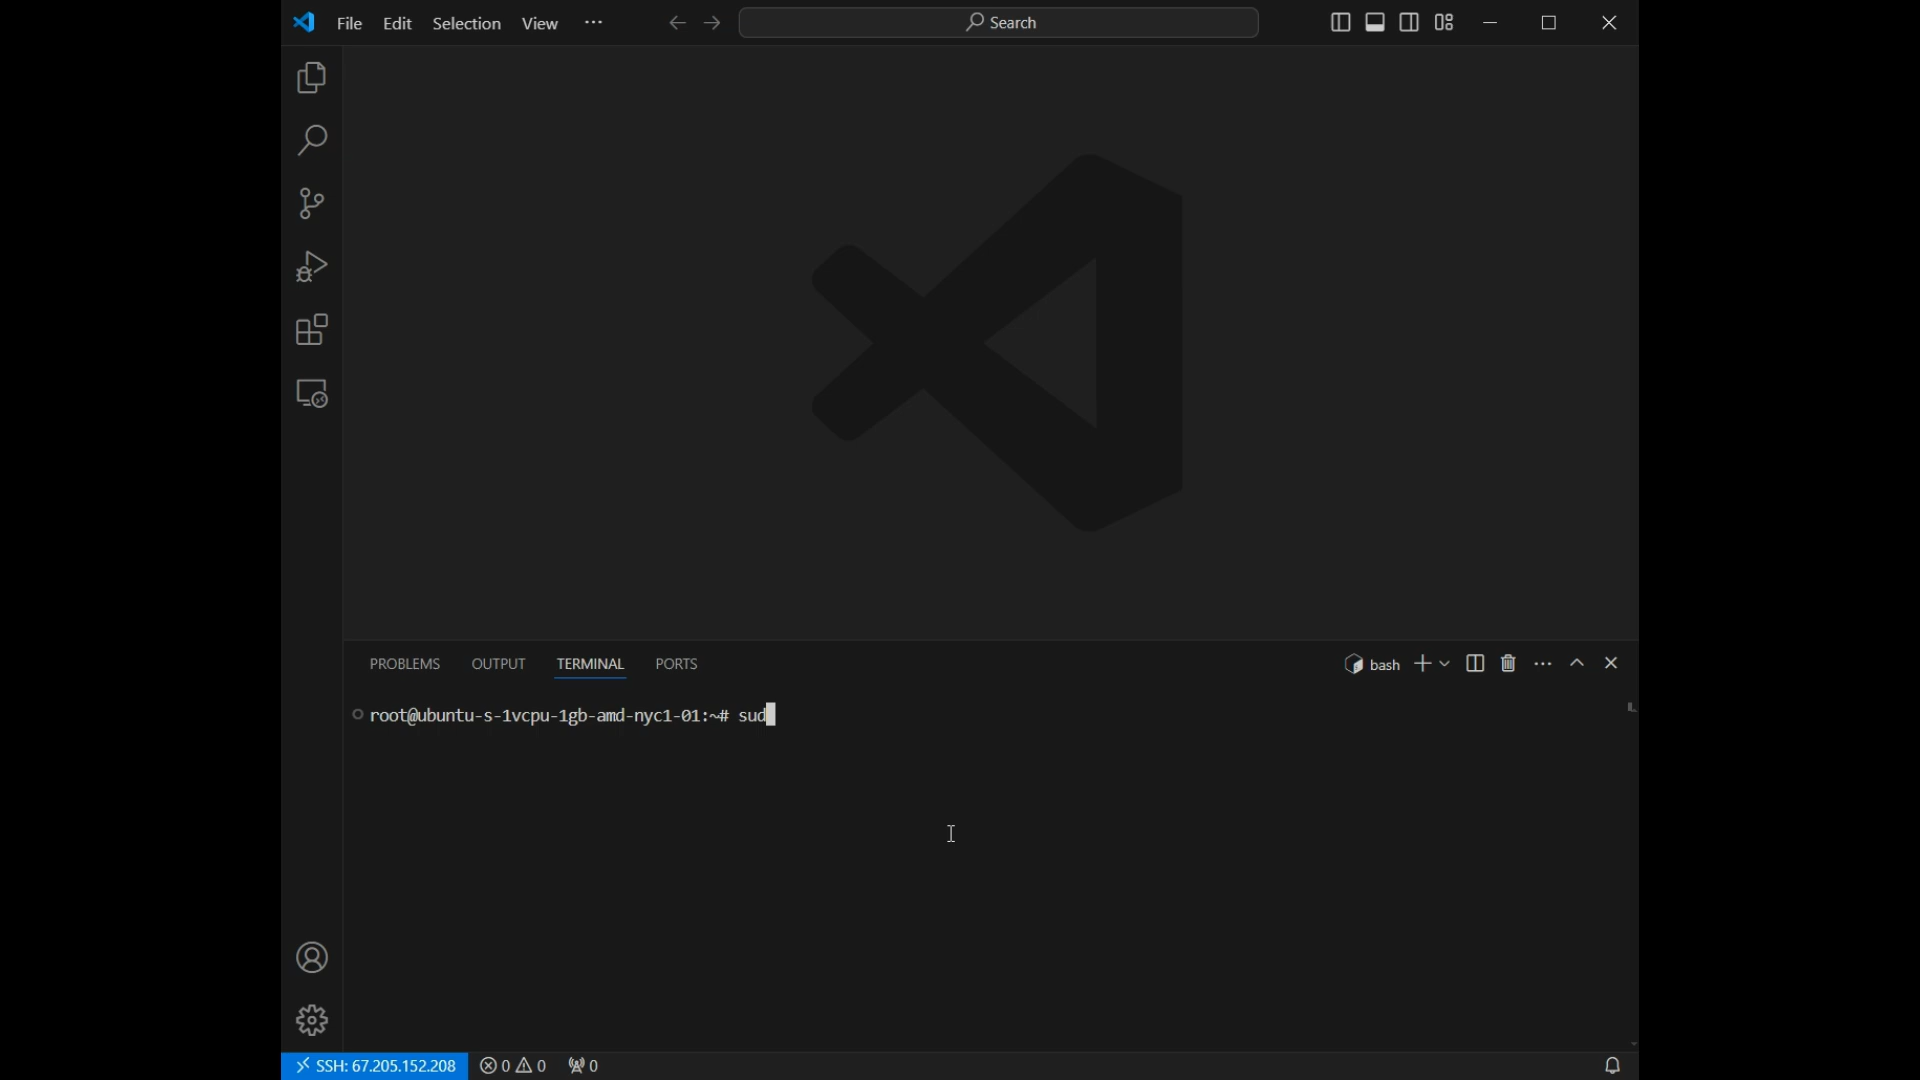 File Edit Selection View ··· Search
PROBLEMS OUTPUT TERMINAL PORTS bash
root@ubuntu-s-1vcpu-1gb-amd-nyc1-01:~# sud
SSH: 67.205.152.208 0 0 0